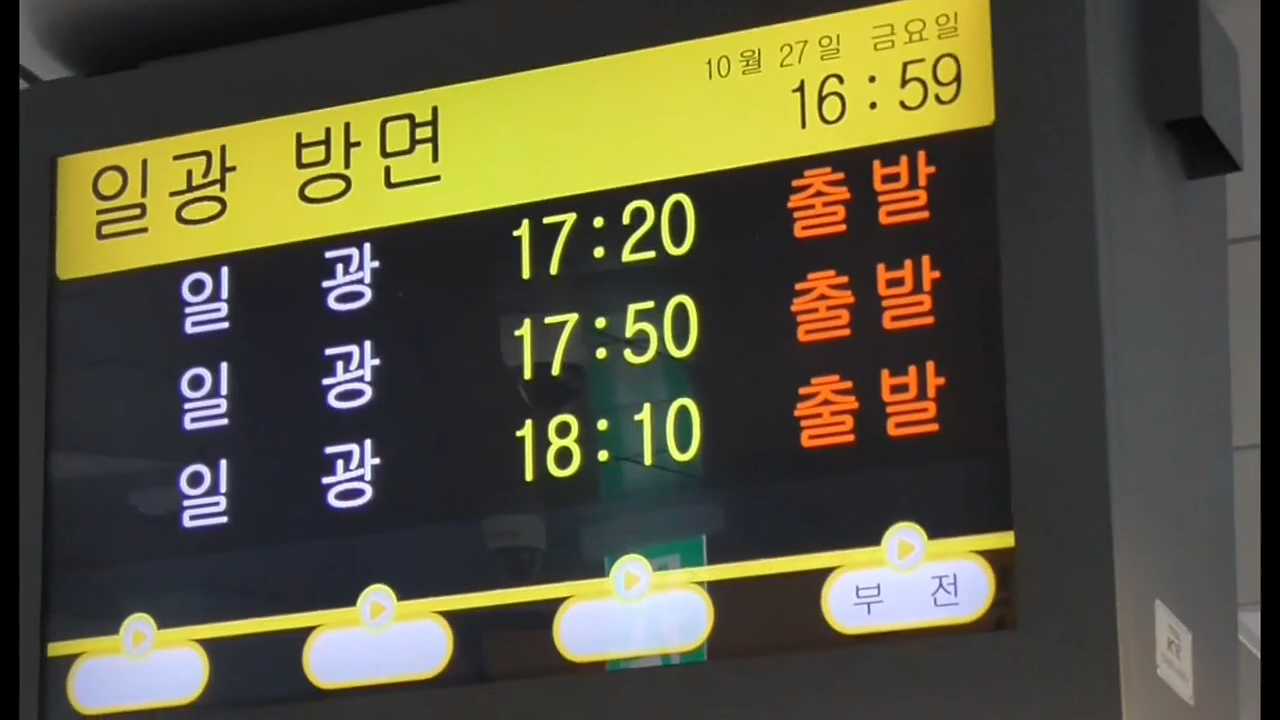 10월 27일 금요일
16:59
일광 방면
일 광 17:20 출발
일 광 17:50 출발
일 광 18:10 출발
부 전